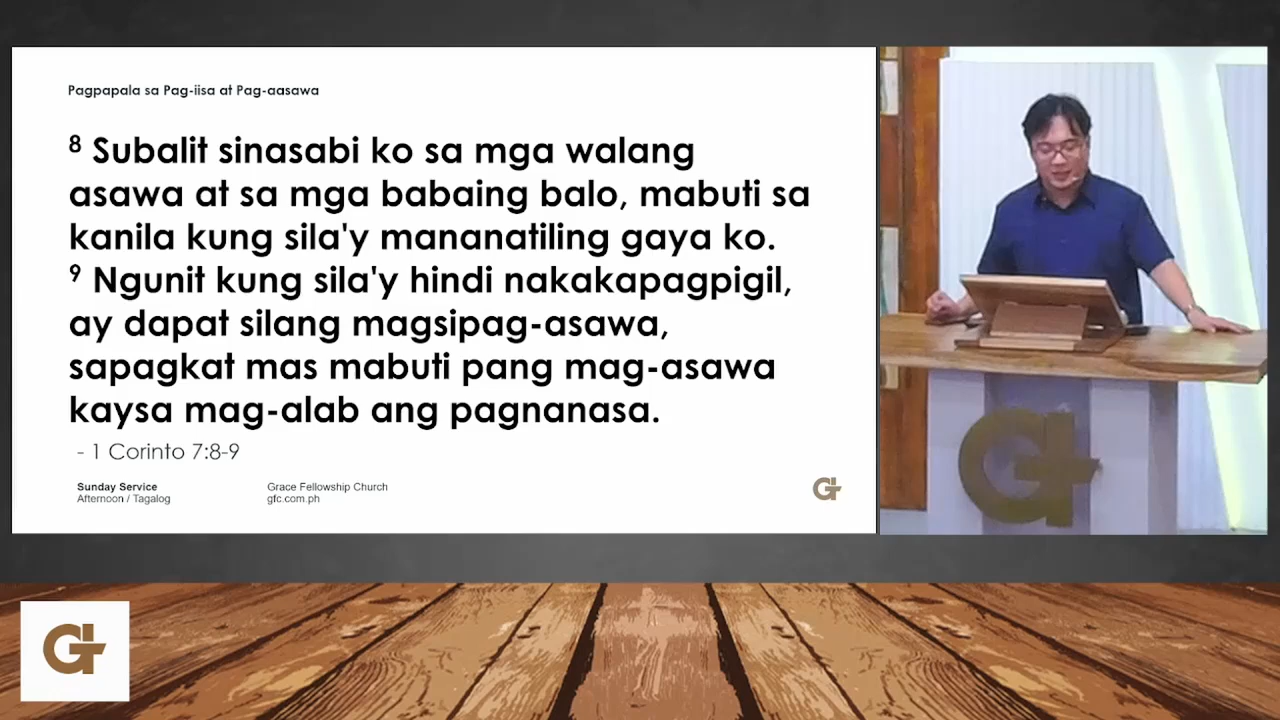 Pagpapala sa Pag-iisa at Pag-aasawa
8 Subalit sinasabi ko sa mga walang
asawa at sa mga babaing balo, mabuti sa
kanila kung sila'y mananatiling gaya ko.
9 Ngunit kung sila'y hindi nakakapagpigil,
ay dapat silang magsipag-asawa,
sapagkat mas mabuti pang mag-asawa
kaysa mag-alab ang pagnanasa.
- 1 Corinto 7:8-9
Sunday Service
Afternoon / Tagalog
Grace Fellowship Church
gfc.com.ph